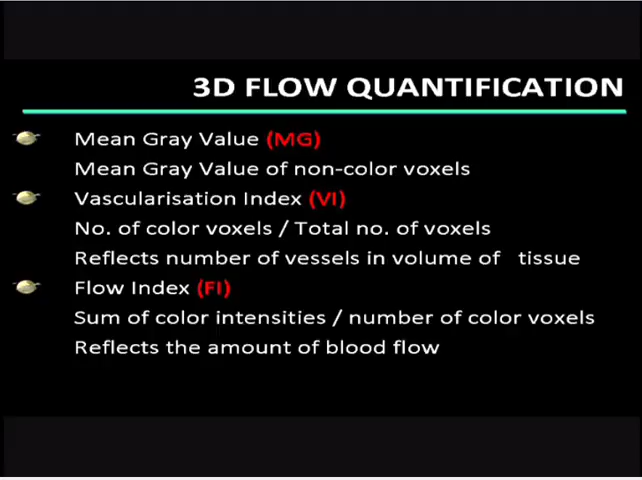 3D FLOW QUANTIFICATION
Mean Gray Value (MG)
Mean Gray Value of non-color voxels
Vascularisation Index (VI)
No. of color voxels / Total no. of voxels
Reflects number of vessels in volume of tissue
Flow Index (FI)
Sum of color intensities / number of color voxels
Reflects the amount of blood flow